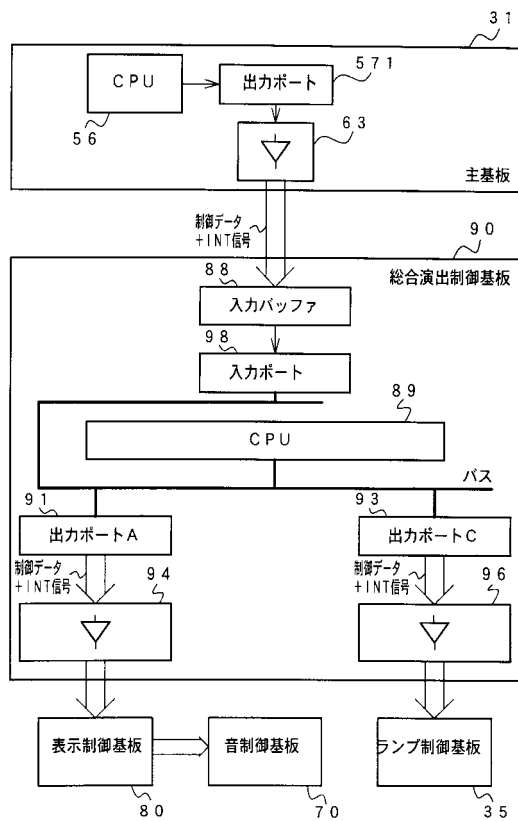 31
CPU
56
出力ポート
571
63
主基板
制御データ
+INT信号
90
総合演出制御基板
88
入力バッファ
98
入力ポート
89
CPU
バス
91
出力ポートA
93
出力ポートC
制御データ
+INT信号
94
制御データ
+INT信号
96
表示制御基板
80
音制御基板
70
ランプ制御基板
35